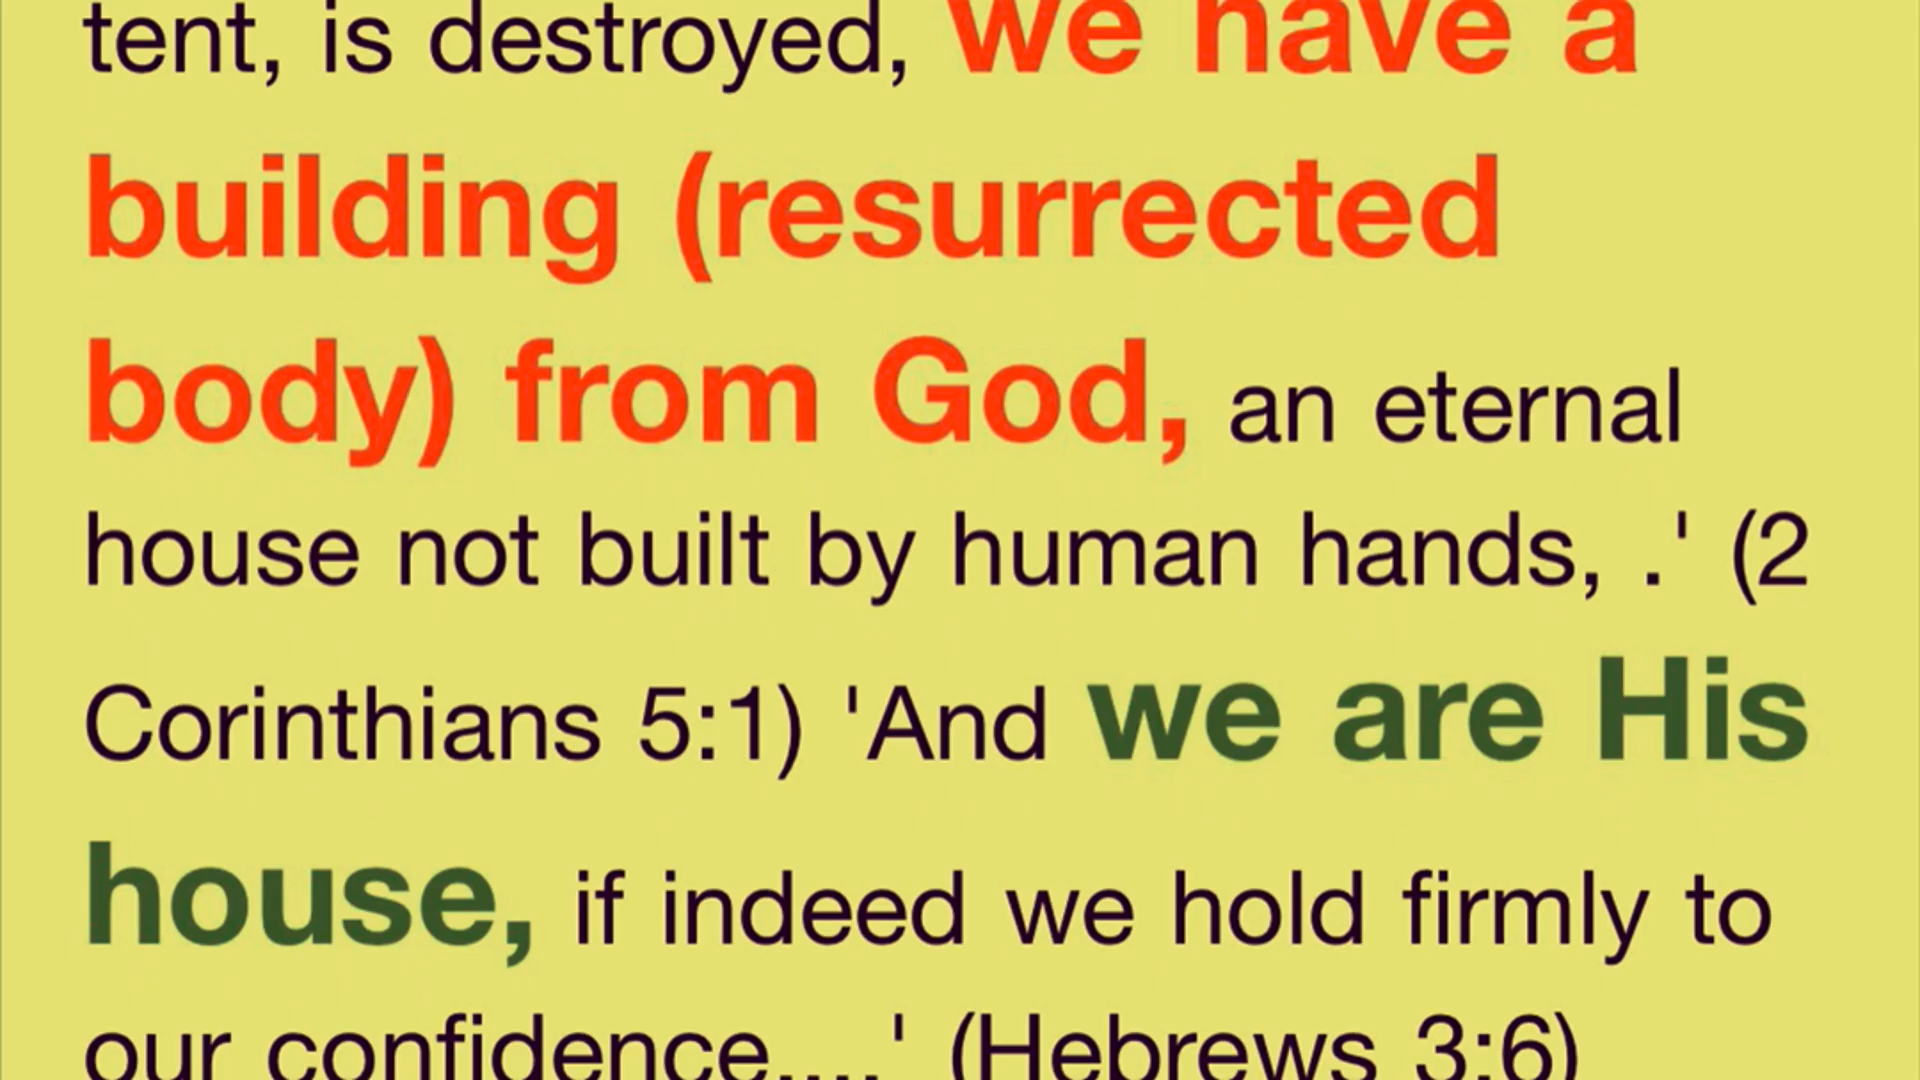 tent, is destroyed, we have a
building (resurrected
body) from God, an eternal
house not built by human hands, .' (2
Corinthians 5:1) 'And we are His
house, if indeed we hold firmly to
our confidence....' (Hebrews 3:6)